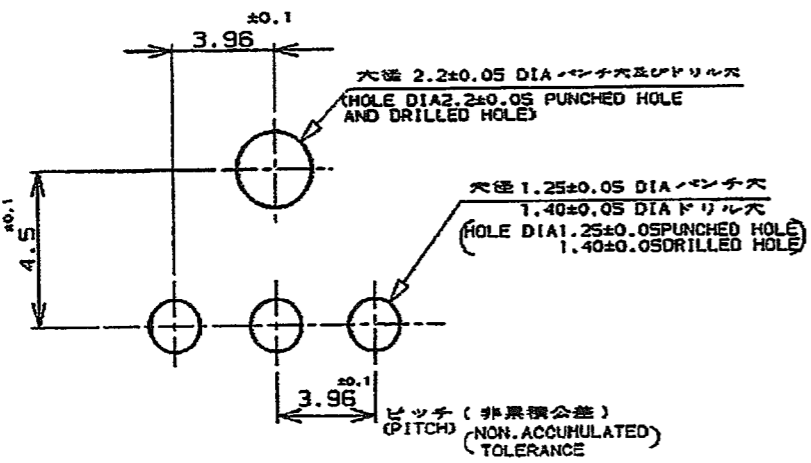 ±0.1
3.96
穴径 2.2±0.05 DIA パンチ穴及びドリル穴
(HOLE DIA2.2±0.05 PUNCHED HOLE
AND DRILLED HOLE)
穴径 1.25±0.05 DIA パンチ穴
1.40±0.05 DIA ドリル穴
(HOLE DIA1.25±0.05PUNCHED HOLE
1.40±0.05DRILLED HOLE)
±0.1
4.5
±0.1
3.96
ピッチ ( 非累積公差 )
(PITCH) (NON.ACCUMULATED)
TOLERANCE